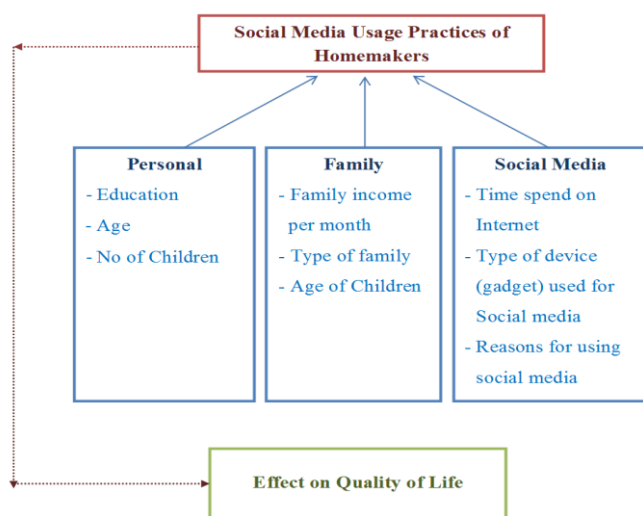 Social Media Usage Practices of
Homemakers
Personal
- Education
- Age
- No of Children
Family
- Family income
per month
- Type of family
- Age of Children
Social Media
- Time spend on
Internet
- Type of device
(gadget) used for
Social media
- Reasons for using
social media
Effect on Quality of Life